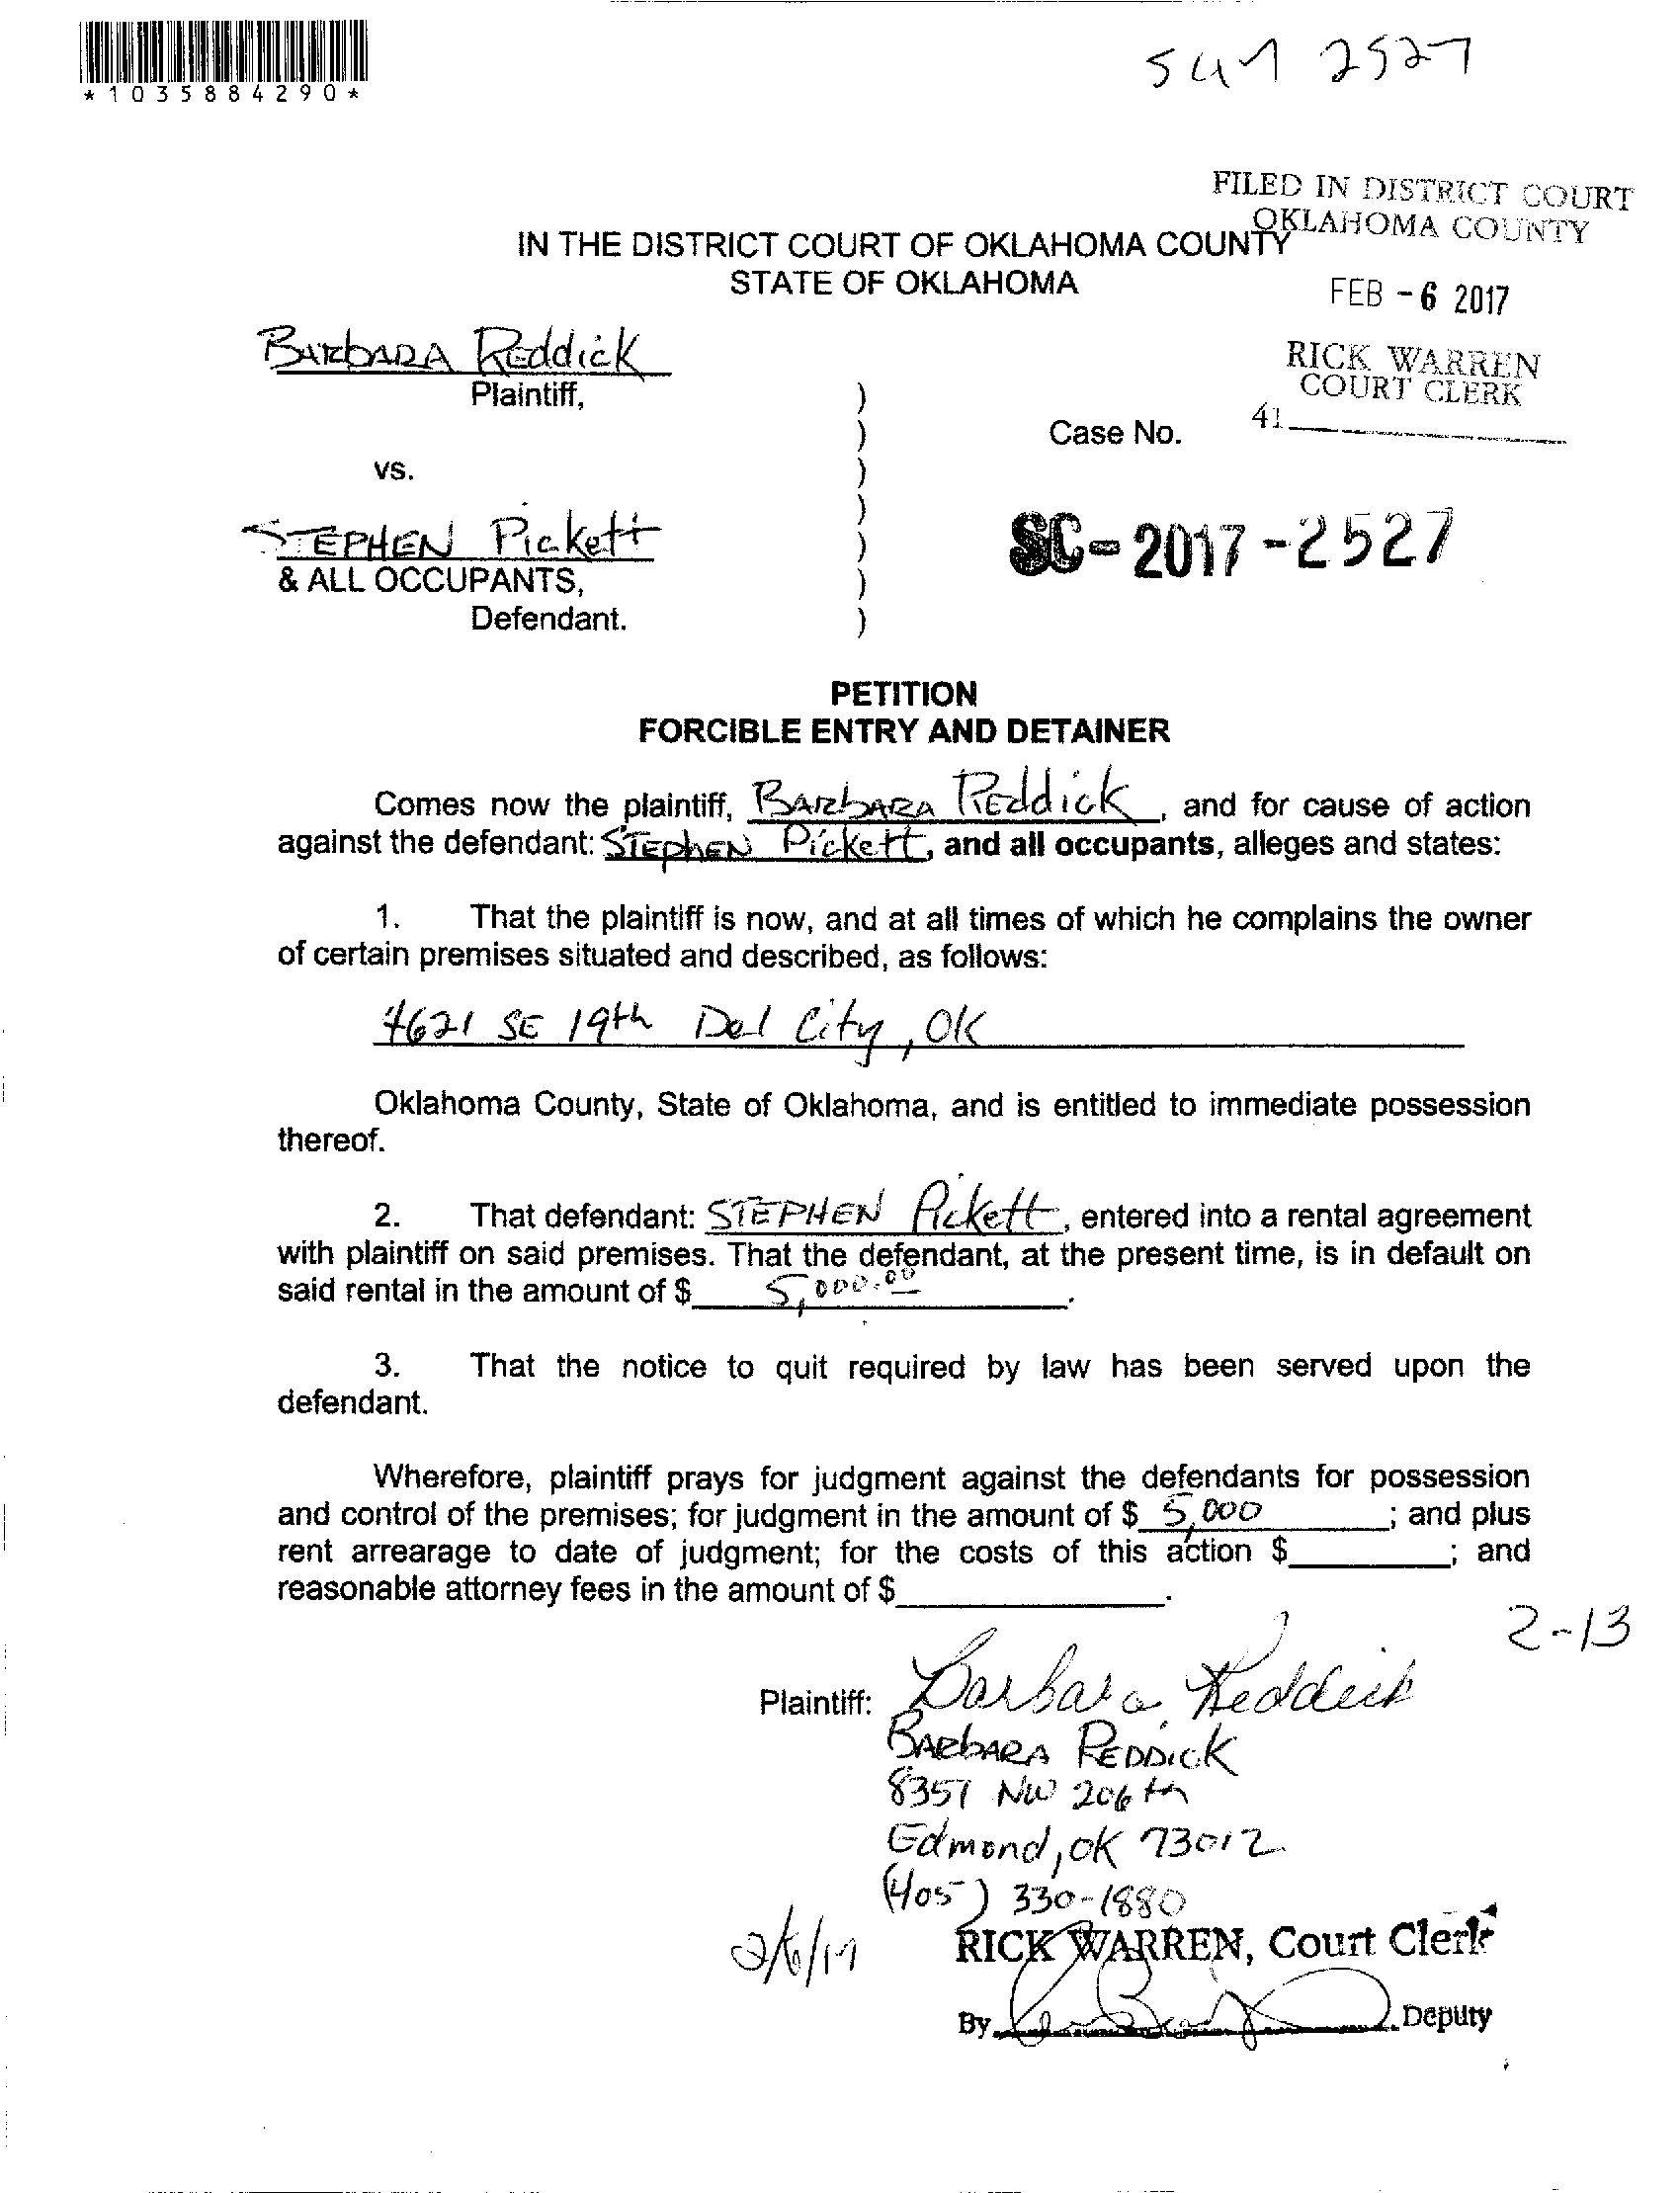 *1035884290*
2527
FILED IN DISTRICT COURT
OKLAHOMA COUNTY
IN THE DISTRICT COURT OF OKLAHOMA COUNTY
STATE OF OKLAHOMA
FEB -6 2017
RICK WARREN
COURT CLERK
41
BARbARA REddick
Plaintiff,
Case No.
vs.
STEPHEN Pickett
& ALL OCCUPANTS,
Defendant.
)
)
)
)
)
)
)
SC-2017-2527
PETITION
FORCIBLE ENTRY AND DETAINER
Comes now the plaintiff, BARbARA REddick, and for cause of action
against the defendant: STEphEN Pickett, and all occupants, alleges and states:
1. That the plaintiff is now, and at all times of which he complains the owner
of certain premises situated and described, as follows:
4621 SE 19th Del City, OK
Oklahoma County, State of Oklahoma, and is entitled to immediate possession
thereof.
2. That defendant: STEPHEN Pickett, entered into a rental agreement
with plaintiff on said premises. That the defendant, at the present time, is in default on
said rental in the amount of $ 5,000.00.
3. That the notice to quit required by law has been served upon the
defendant.
Wherefore, plaintiff prays for judgment against the defendants for possession
and control of the premises; for judgment in the amount of $ 5,000; and plus
rent arrearage to date of judgment; for the costs of this action $ ; and
reasonable attorney fees in the amount of $ .
2-13
Plaintiff: Barbara Reddick
BARbARA REDDICK
8351 NW 206th
Edmond, OK 73012
(405) 330-1880
2/6/17
RICK WARREN, Court Clerk
By Deputy